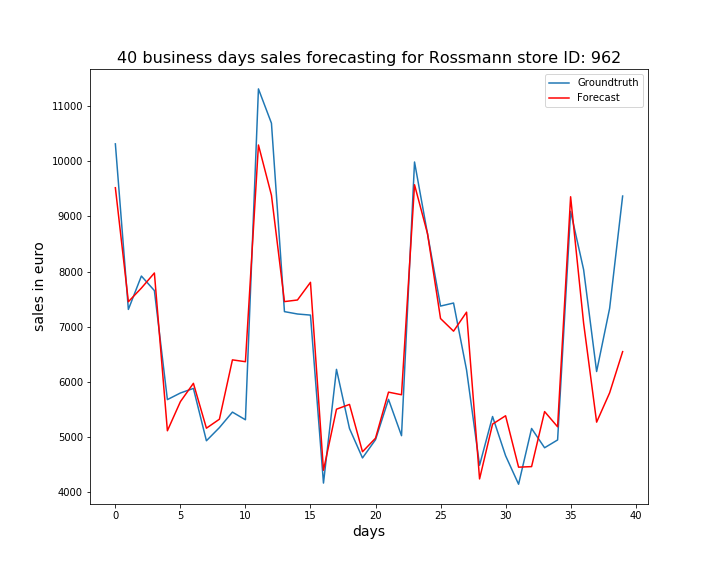 40 business days sales forecasting for Rossmann store ID: 962
Groundtruth
Forecast
sales in euro
11000
10000
9000
8000
7000
6000
5000
4000
0 5 10 15 20 25 30 35 40
days